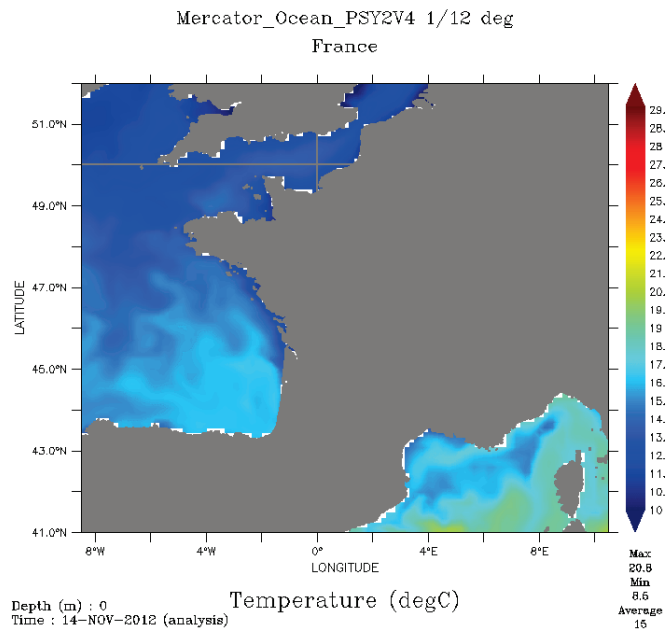 Mercator_Ocean_PSY2V4 1/12 deg
France
51.0°N
49.0°N
47.0°N
45.0°N
43.0°N
41.0°N
LATITUDE
8°W
4°W
0°
4°E
8°E
LONGITUDE
29.
28.
28.
27.
26.
25.
24.
23.
22.
21.
20.
20.
19.
18.
17.
16.
15.
14.
13.
12.
12.
11.
10.
10
Max
20.8
Min
8.6
Average
15
Depth (m) : 0
Time : 14-NOV-2012 (analysis)
Temperature (degC)